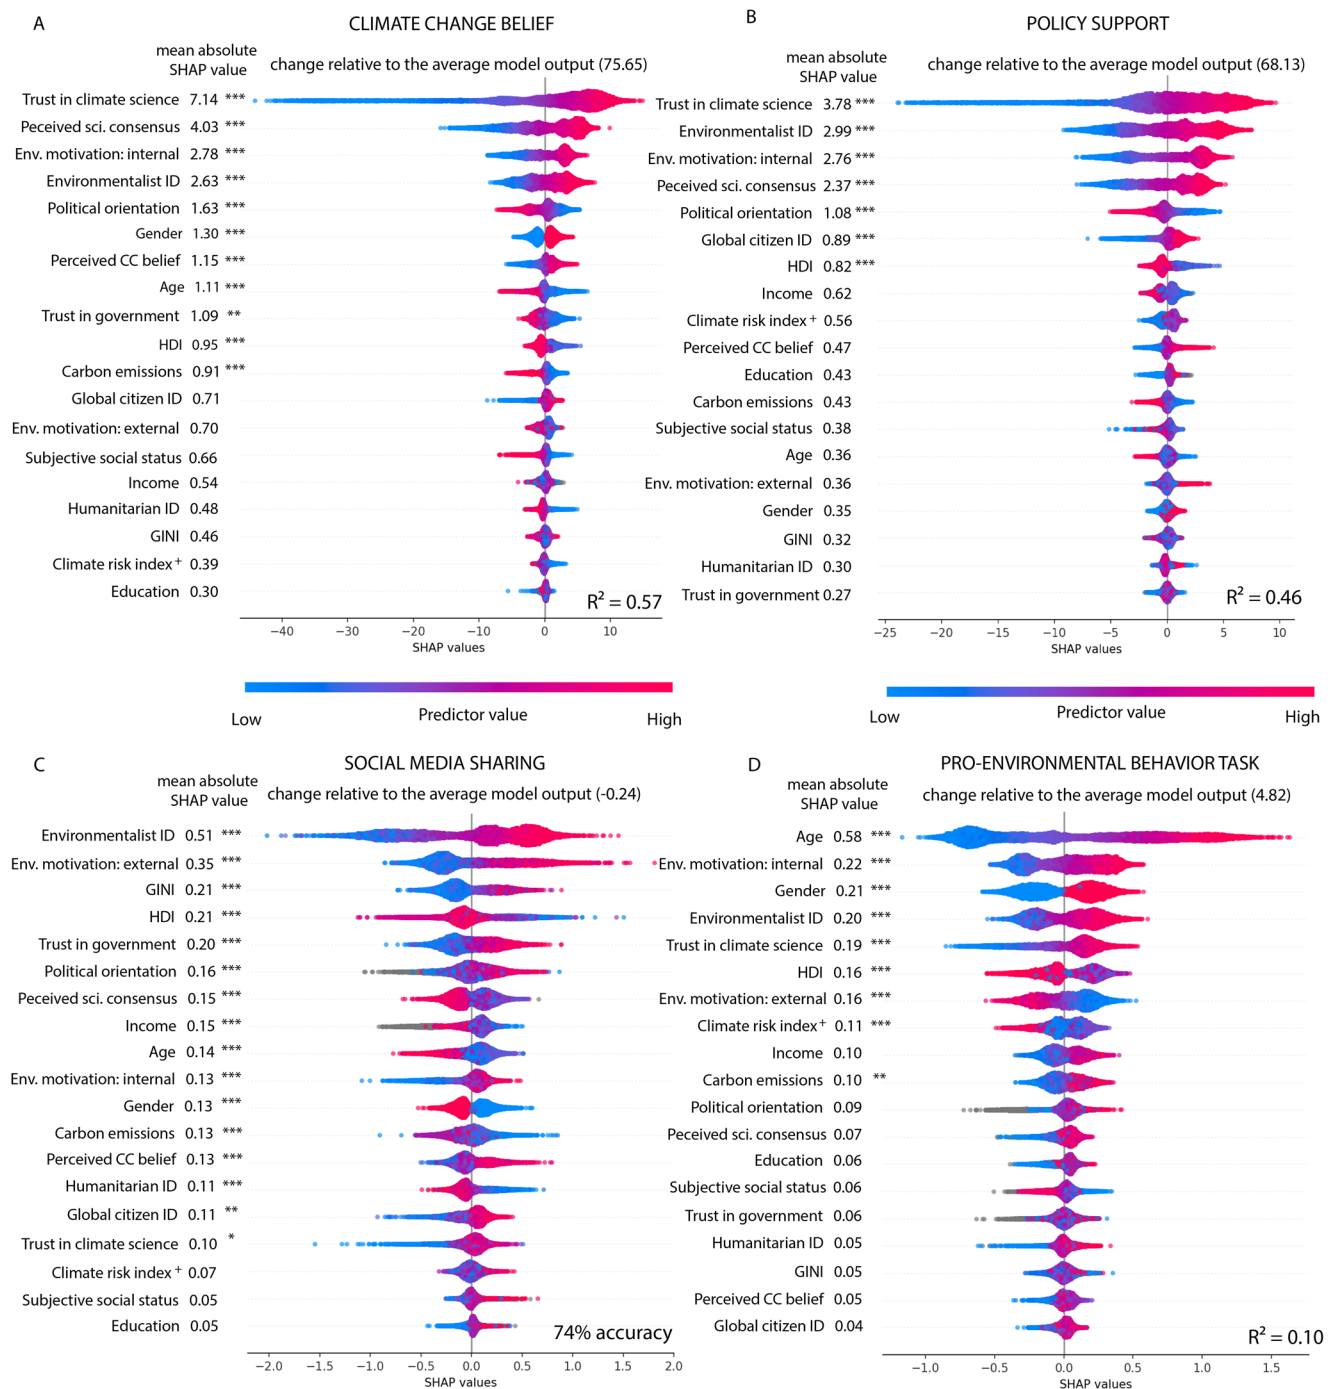 A
CLIMATE CHANGE BELIEF
mean absolute
SHAP value
change relative to the average model output (75.65)
Trust in climate science 7.14 ***
Peceived sci. consensus 4.03 ***
Env. motivation: internal 2.78 ***
Environmentalist ID 2.63 ***
Political orientation 1.63 ***
Gender 1.30 ***
Perceived CC belief 1.15 ***
Age 1.11 ***
Trust in government 1.09 **
HDI 0.95 ***
Carbon emissions 0.91 ***
Global citizen ID 0.71
Env. motivation: external 0.70
Subjective social status 0.66
Income 0.54
Humanitarian ID 0.48
GINI 0.46
Climate risk index + 0.39
Education 0.30
R² = 0.57
−40 −30 −20 −10 0 10
SHAP values
Low Predictor value High
B
POLICY SUPPORT
mean absolute
SHAP value
change relative to the average model output (68.13)
Trust in climate science 3.78 ***
Environmentalist ID 2.99 ***
Env. motivation: internal 2.76 ***
Peceived sci. consensus 2.37 ***
Political orientation 1.08 ***
Global citizen ID 0.89 ***
HDI 0.82 ***
Income 0.62
Climate risk index + 0.56
Perceived CC belief 0.47
Education 0.43
Carbon emissions 0.43
Subjective social status 0.38
Age 0.36
Env. motivation: external 0.36
Gender 0.35
GINI 0.32
Humanitarian ID 0.30
Trust in government 0.27
R² = 0.46
−25 −20 −15 −10 −5 0 5 10
SHAP values
Low Predictor value High
C
SOCIAL MEDIA SHARING
mean absolute
SHAP value
change relative to the average model output (-0.24)
Environmentalist ID 0.51 ***
Env. motivation: external 0.35 ***
GINI 0.21 ***
HDI 0.21 ***
Trust in government 0.20 ***
Political orientation 0.16 ***
Peceived sci. consensus 0.15 ***
Income 0.15 ***
Age 0.14 ***
Env. motivation: internal 0.13 ***
Gender 0.13 ***
Carbon emissions 0.13 ***
Perceived CC belief 0.13 ***
Humanitarian ID 0.11 ***
Global citizen ID 0.11 **
Trust in climate science 0.10 *
Climate risk index + 0.07
Subjective social status 0.05
Education 0.05
74% accuracy
−2.0 −1.5 −1.0 −0.5 0.0 0.5 1.0 1.5 2.0
SHAP values
D
PRO-ENVIRONMENTAL BEHAVIOR TASK
mean absolute
SHAP value
change relative to the average model output (4.82)
Age 0.58 ***
Env. motivation: internal 0.22 ***
Gender 0.21 ***
Environmentalist ID 0.20 ***
Trust in climate science 0.19 ***
HDI 0.16 ***
Env. motivation: external 0.16 ***
Climate risk index + 0.11 ***
Income 0.10
Carbon emissions 0.10 **
Political orientation 0.09
Peceived sci. consensus 0.07
Education 0.06
Subjective social status 0.06
Trust in government 0.06
Humanitarian ID 0.05
GINI 0.05
Perceived CC belief 0.05
Global citizen ID 0.04
R² = 0.10
−1.0 −0.5 0.0 0.5 1.0 1.5
SHAP values